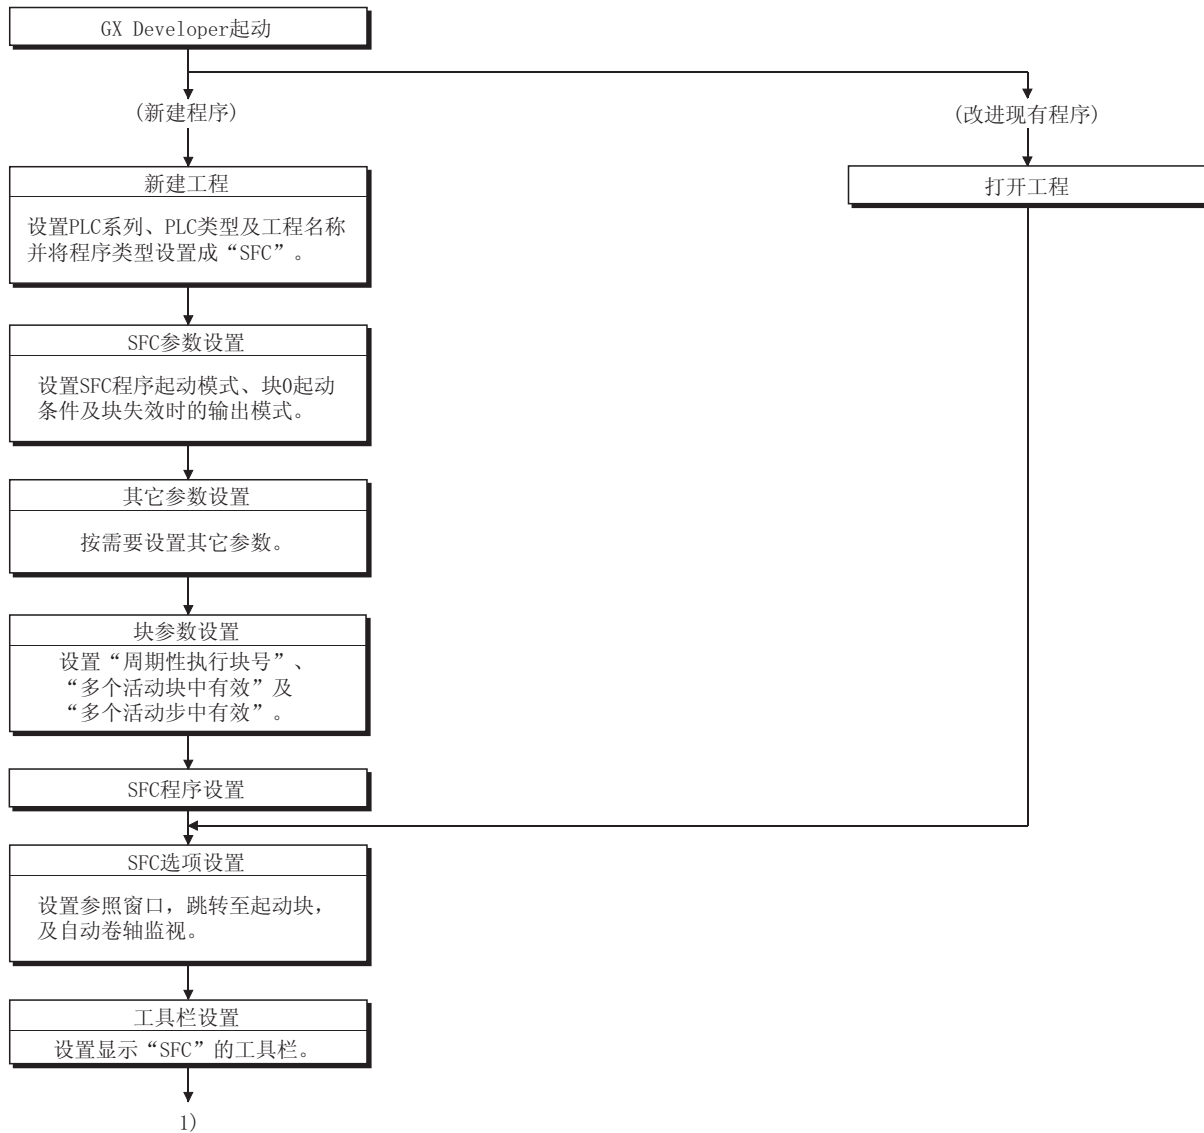 GX Developer起动
(新建程序)
(改进现有程序)
新建工程
打开工程
设置PLC系列、PLC类型及工程名称
并将程序类型设置成“SFC”。
SFC参数设置
设置SFC程序起动模式、块0起动
条件及块失效时的输出模式。
其它参数设置
按需要设置其它参数。
块参数设置
设置“周期性执行块号”、
“多个活动块中有效”及
“多个活动步中有效”。
SFC程序设置
SFC选项设置
设置参照窗口，跳转至起动块，
及自动卷轴监视。
工具栏设置
设置显示“SFC”的工具栏。
1)